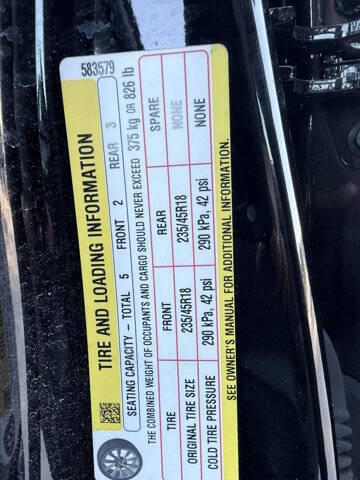 583579
TIRE AND LOADING INFORMATION
SEATING CAPACITY – TOTAL 5 FRONT 2 REAR 3
THE COMBINED WEIGHT OF OCCUPANTS AND CARGO SHOULD NEVER EXCEED 375 kg OR 826 lb
TIRE FRONT REAR SPARE
ORIGINAL TIRE SIZE 235/45R18 235/45R18 NONE
COLD TIRE PRESSURE 290 kPa, 42 psi 290 kPa, 42 psi NONE
SEE OWNER'S MANUAL FOR ADDITIONAL INFORMATION.